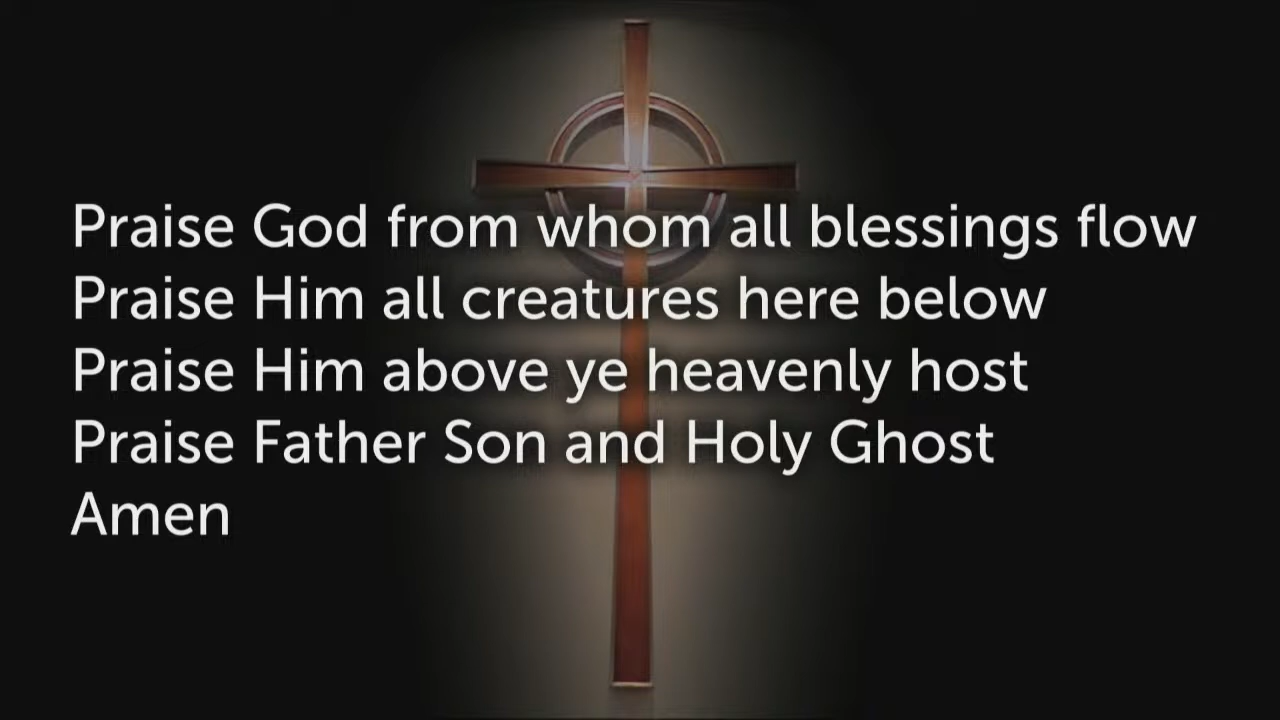 Praise God from whom all blessings flow
Praise Him all creatures here below
Praise Him above ye heavenly host
Praise Father Son and Holy Ghost
Amen